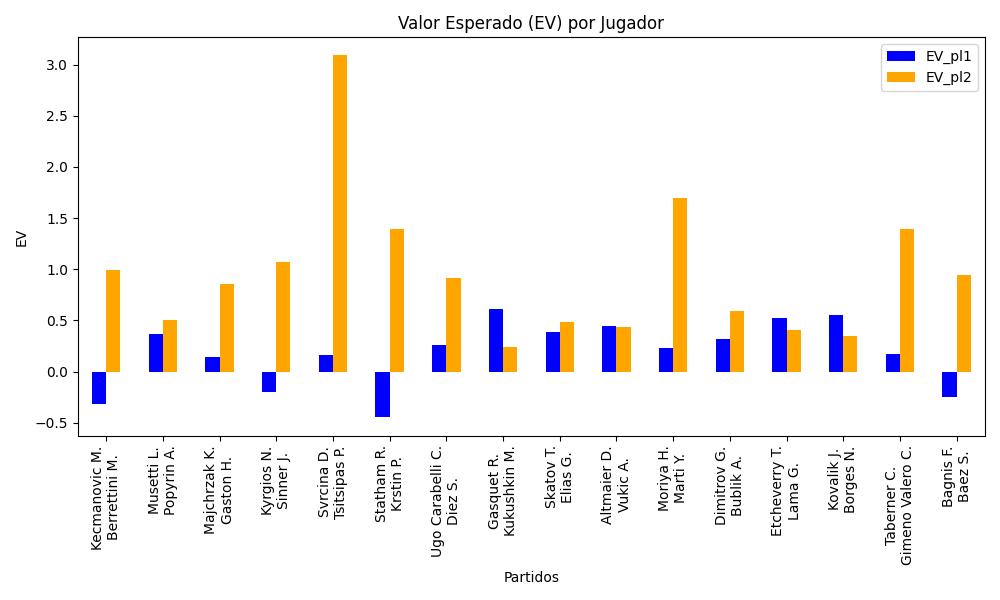 Valor Esperado (EV) por Jugador
EV_pl1
EV_pl2
EV
3.0
2.5
2.0
1.5
1.0
0.5
0.0
−0.5
Kecmanovic M.
Berrettini M.
Musetti L.
Popyrin A.
Majchrzak K.
Gaston H.
Kyrgios N.
Sinner J.
Svrcina D.
Tsitsipas P.
Statham R.
Krstin P.
Ugo Carabelli C.
Diez S.
Gasquet R.
Kukushkin M.
Skatov T.
Elias G.
Altmaier D.
Vukic A.
Moriya H.
Marti Y.
Dimitrov G.
Bublik A.
Etcheverry T.
Lama G.
Kovalik J.
Borges N.
Taberner C.
Gimeno Valero C.
Bagnis F.
Baez S.
Partidos